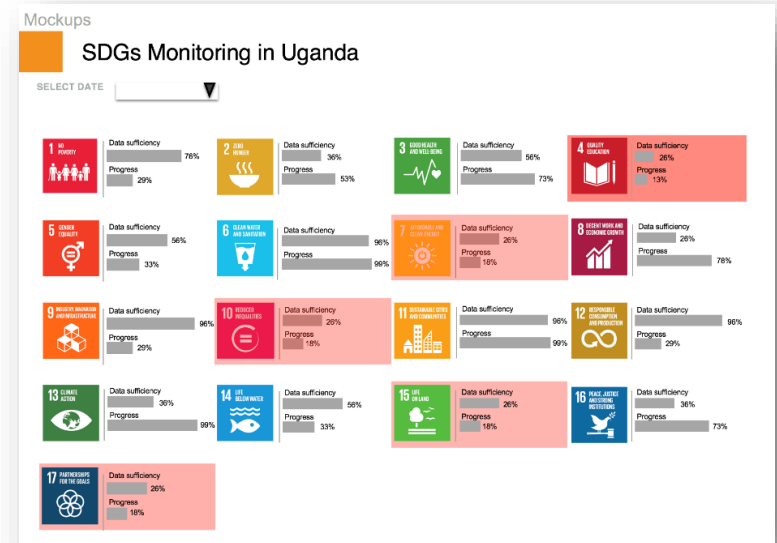 Mockups
SDGs Monitoring in Uganda
SELECT DATE
1 NO POVERTY
Data sufficiency
76%
Progress
29%
2 ZERO HUNGER
Data sufficiency
36%
Progress
53%
3 GOOD HEALTH AND WELL-BEING
Data sufficiency
56%
Progress
73%
4 QUALITY EDUCATION
Data sufficiency
26%
Progress
13%
5 GENDER EQUALITY
Data sufficiency
56%
Progress
33%
6 CLEAN WATER AND SANITATION
Data sufficiency
96%
Progress
99%
7 AFFORDABLE AND CLEAN ENERGY
Data sufficiency
26%
Progress
18%
8 DECENT WORK AND ECONOMIC GROWTH
Data sufficiency
26%
Progress
78%
9 INDUSTRY, INNOVATION AND INFRASTRUCTURE
Data sufficiency
96%
Progress
29%
10 REDUCED INEQUALITIES
Data sufficiency
26%
Progress
18%
11 SUSTAINABLE CITIES AND COMMUNITIES
Data sufficiency
96%
Progress
99%
12 RESPONSIBLE CONSUMPTION AND PRODUCTION
Data sufficiency
96%
Progress
29%
13 CLIMATE ACTION
Data sufficiency
36%
Progress
99%
14 LIFE BELOW WATER
Data sufficiency
56%
Progress
33%
15 LIFE ON LAND
Data sufficiency
26%
Progress
18%
16 PEACE, JUSTICE AND STRONG INSTITUTIONS
Data sufficiency
36%
Progress
73%
17 PARTNERSHIPS FOR THE GOALS
Data sufficiency
26%
Progress
18%